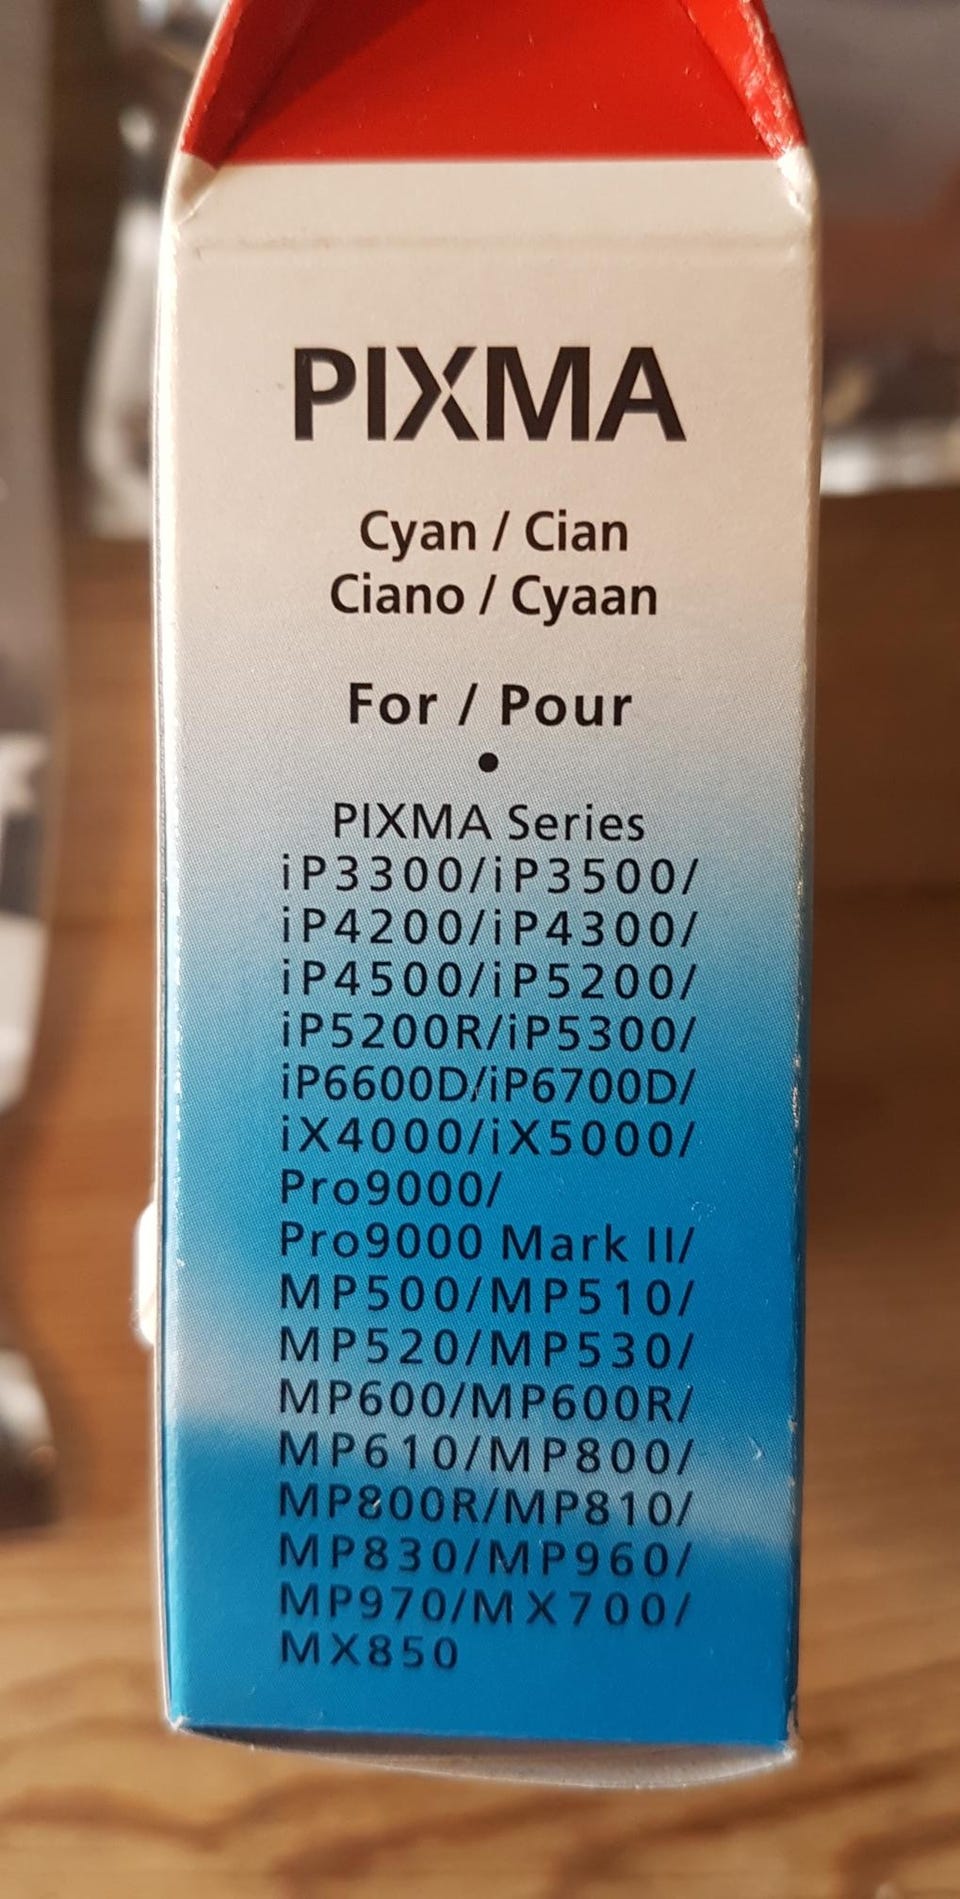 PIXMA
Cyan / Cian
Ciano / Cyaan
For / Pour
•
PIXMA Series
iP3300/iP3500/
iP4200/iP4300/
iP4500/iP5200/
iP5200R/iP5300/
iP6600D/iP6700D/
iX4000/iX5000/
Pro9000/
Pro9000 Mark II/
MP500/MP510/
MP520/MP530/
MP600/MP600R/
MP610/MP800/
MP800R/MP810/
MP830/MP960/
MP970/MX700/
MX850